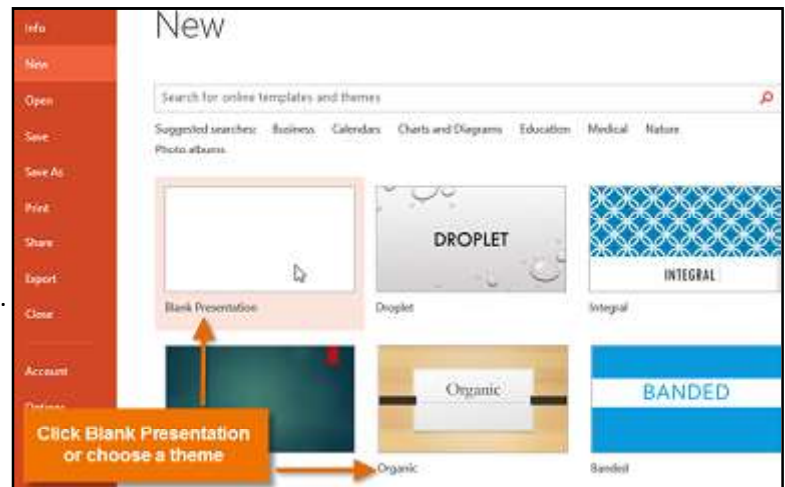 New
Info
New
Open
Save
Save As
Print
Share
Export
Close
Account
Options
Search for online templates and themes
Suggested searches: Business Calendars Charts and Diagrams Education Medical Nature
Photo albums
DROPLET
INTEGRAL
Blank Presentation
Droplet
Integral
Organic
BANDED
Click Blank Presentation
or choose a theme
Organic
Banded